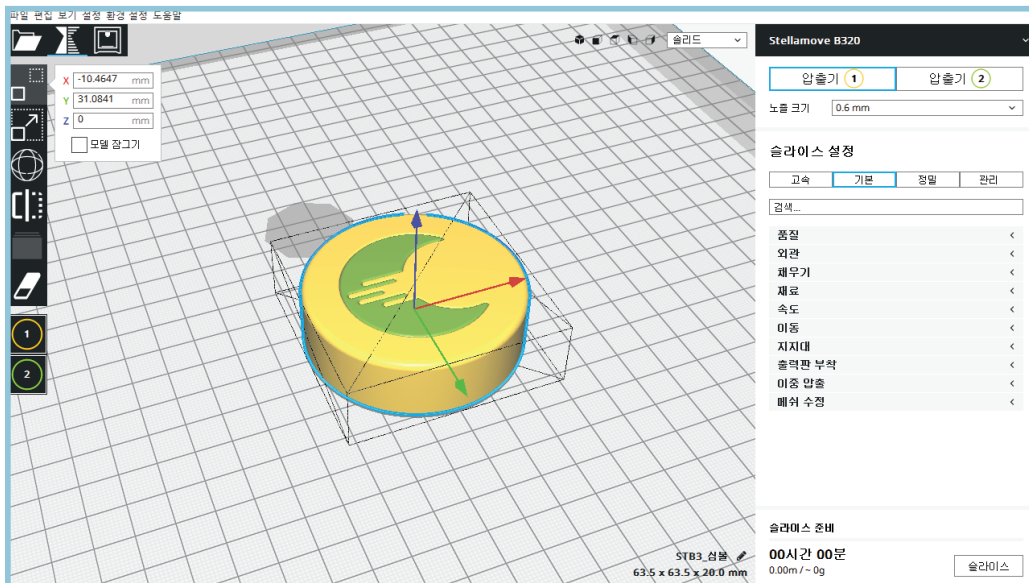 파일 편집 보기 설정 환경 설정 도움말
솔리드
Stellamove B320
X -10.4647 mm
Y 31.0841 mm
Z 0 mm
모델 잠그기
압출기 1
압출기 2
노즐 크기 0.6 mm
슬라이스 설정
고속 기본 정밀 관리
검색...
품질
외관
채우기
재료
속도
이동
지지대
출력판 부착
이중 압출
메쉬 수정
1
2
STB3_심볼
63.5 x 63.5 x 20.0 mm
슬라이스 준비
00시간 00분
0.00m / ~ 0g
슬라이스